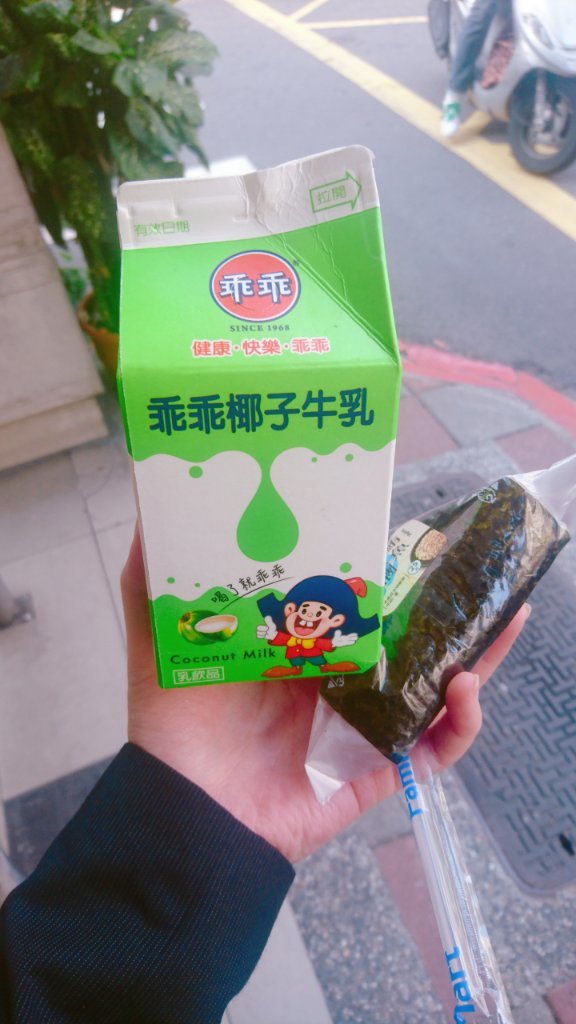 拉開
有效日期
乖乖
SINCE 1968
健康·快樂·乖乖
乖乖椰子牛乳
喝了就乖乖
Coconut Milk
乳飲品
FamilyMart